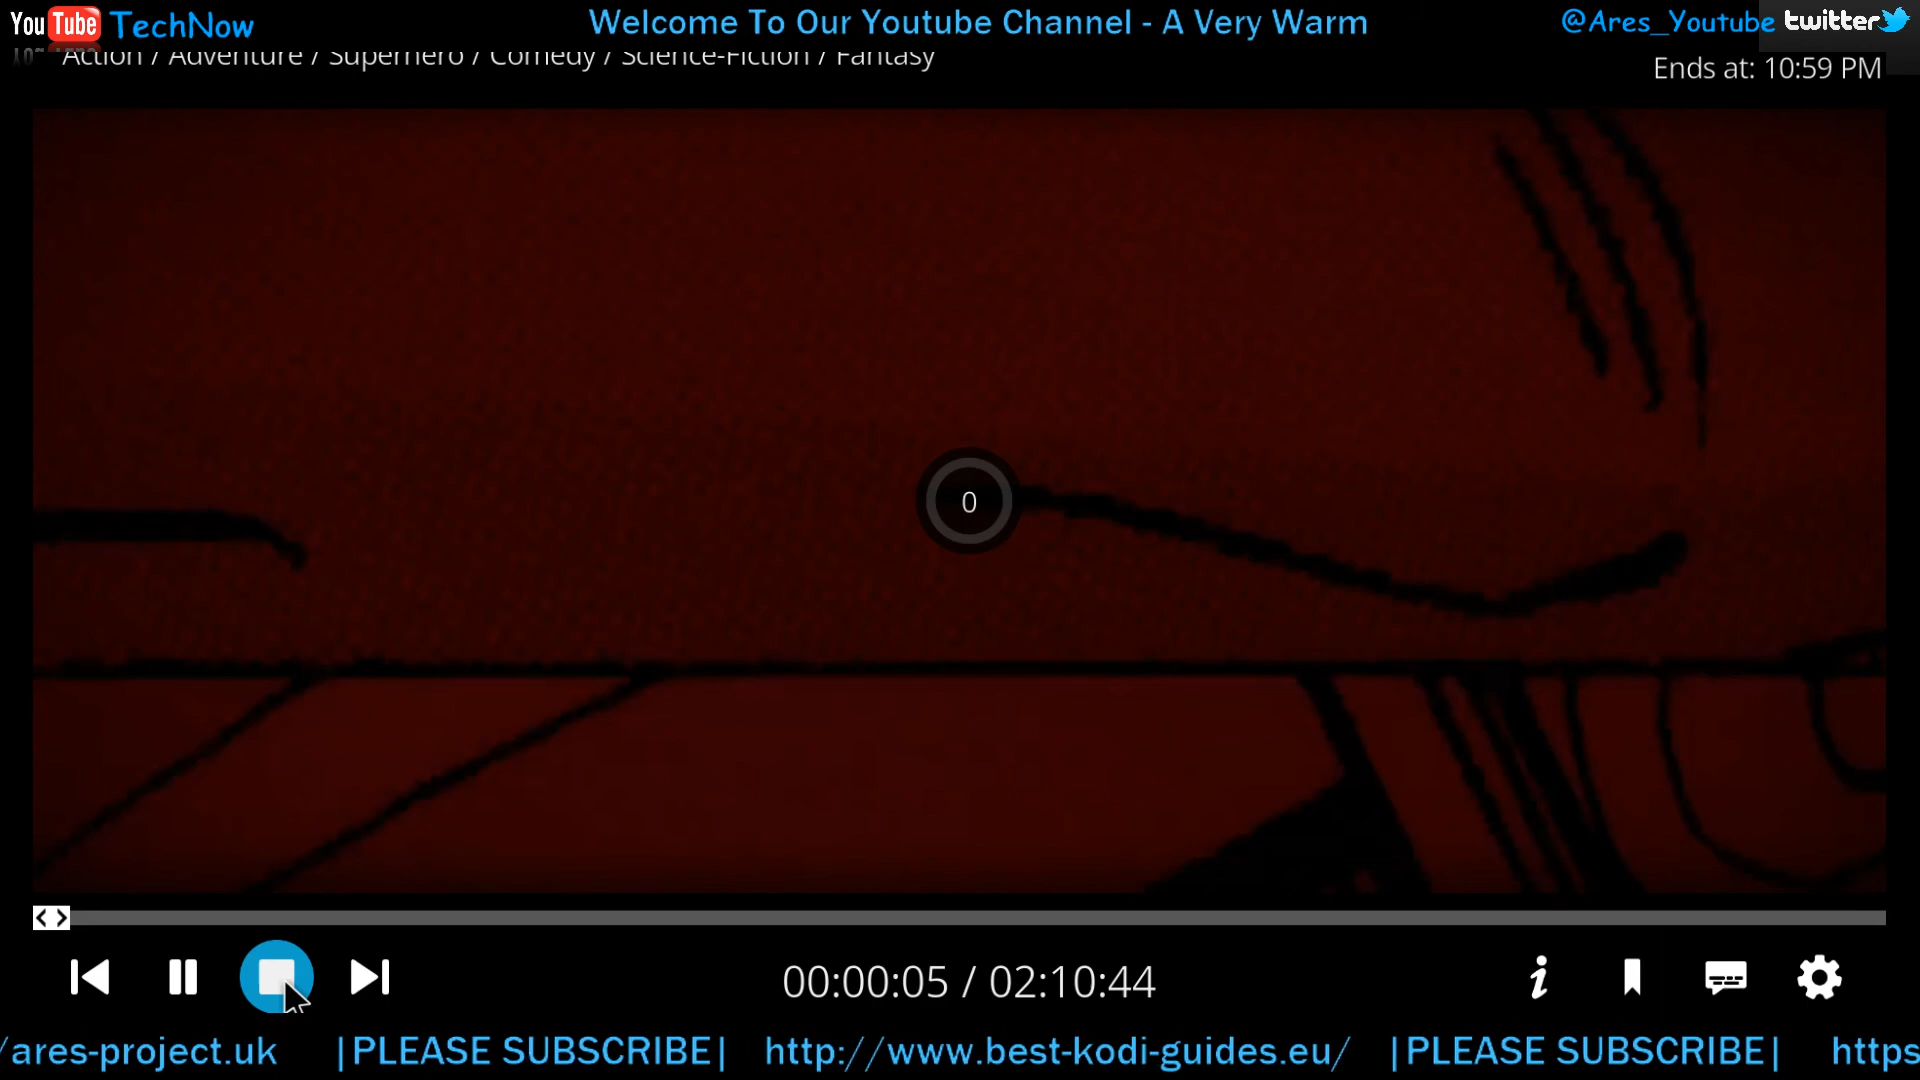 YouTube TechNow
Welcome To Our Youtube Channel - A Very Warm
@Ares_Youtube twitter
Action / Adventure / Superhero / Comedy / Science-Fiction / Fantasy
Ends at: 10:59 PM
0
00:00:05 / 02:10:44
/ares-project.uk |PLEASE SUBSCRIBE| http://www.best-kodi-guides.eu/ |PLEASE SUBSCRIBE| https